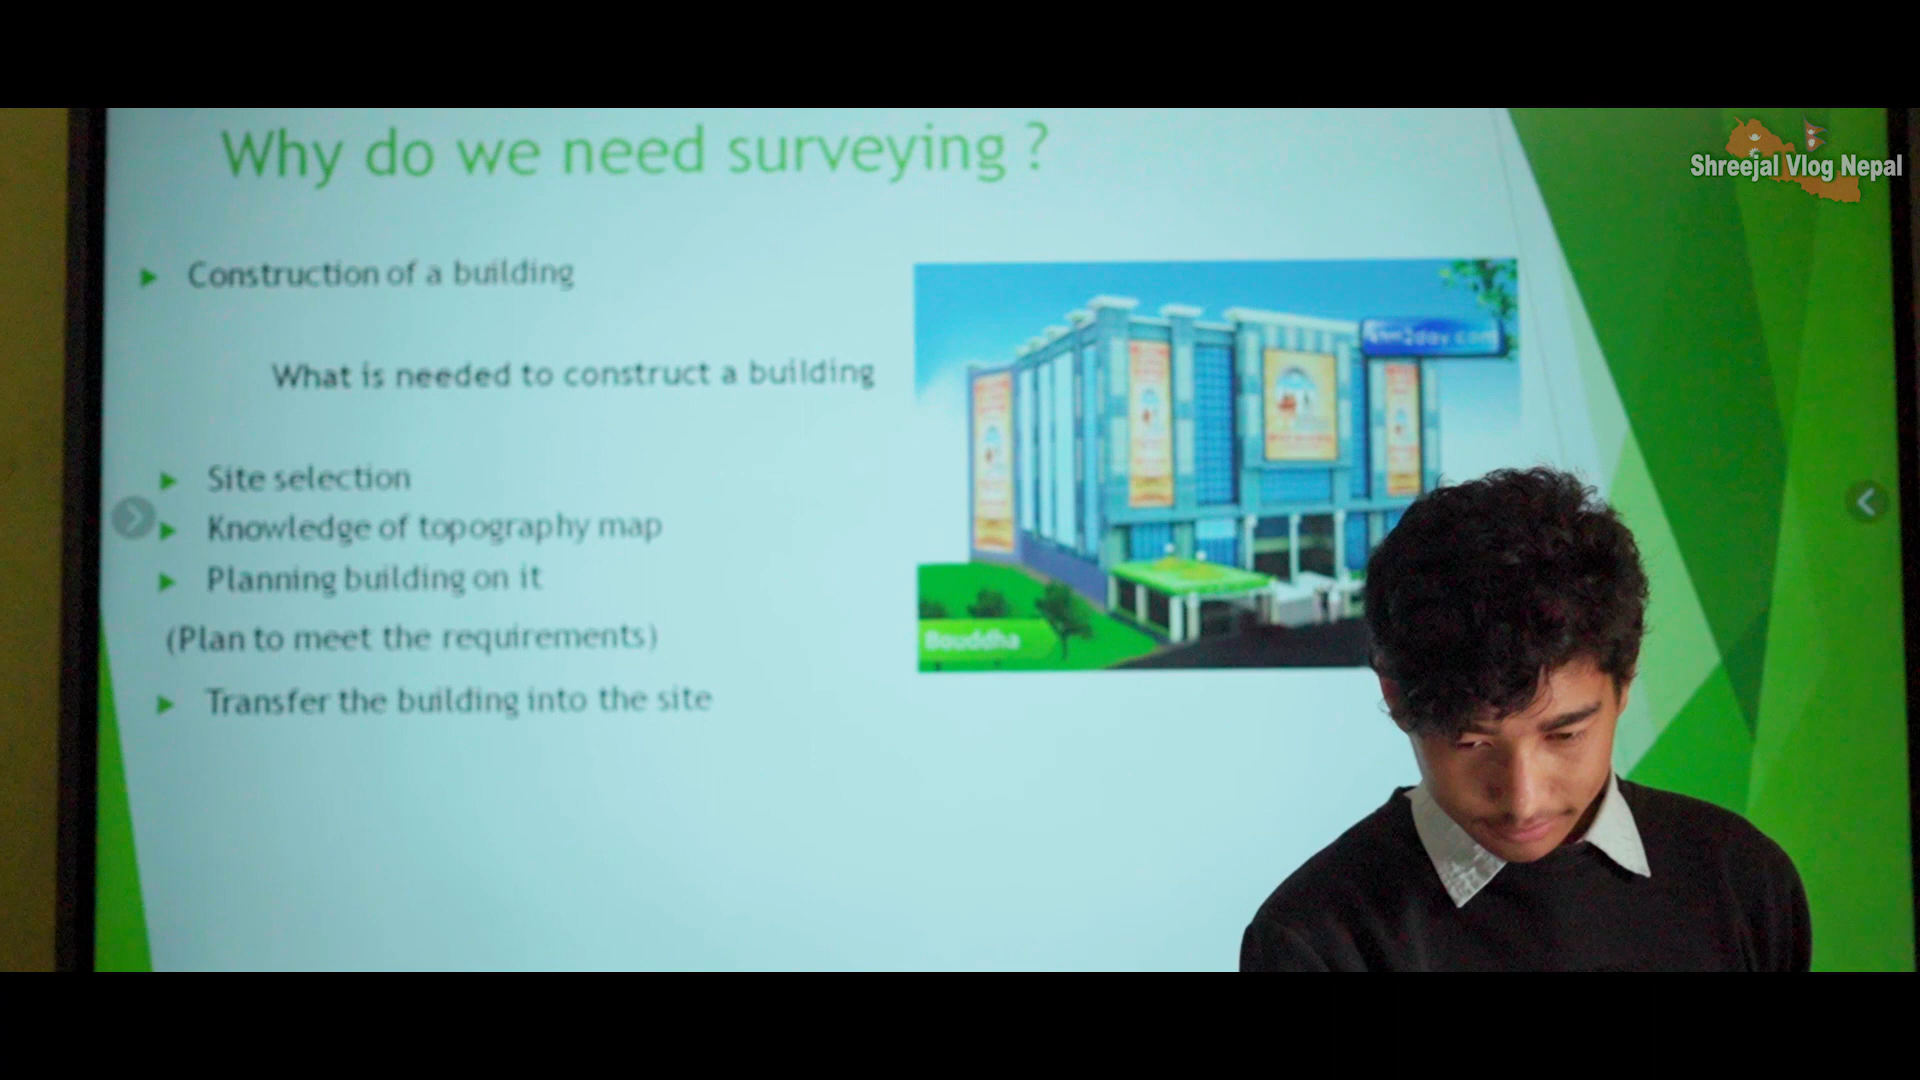 Why do we need surveying ?
Shreejal Vlog Nepal
Construction of a building
What is needed to construct a building
Site selection
Knowledge of topography map
Planning building on it
(Plan to meet the requirements)
Transfer the building into the site
Bouddha